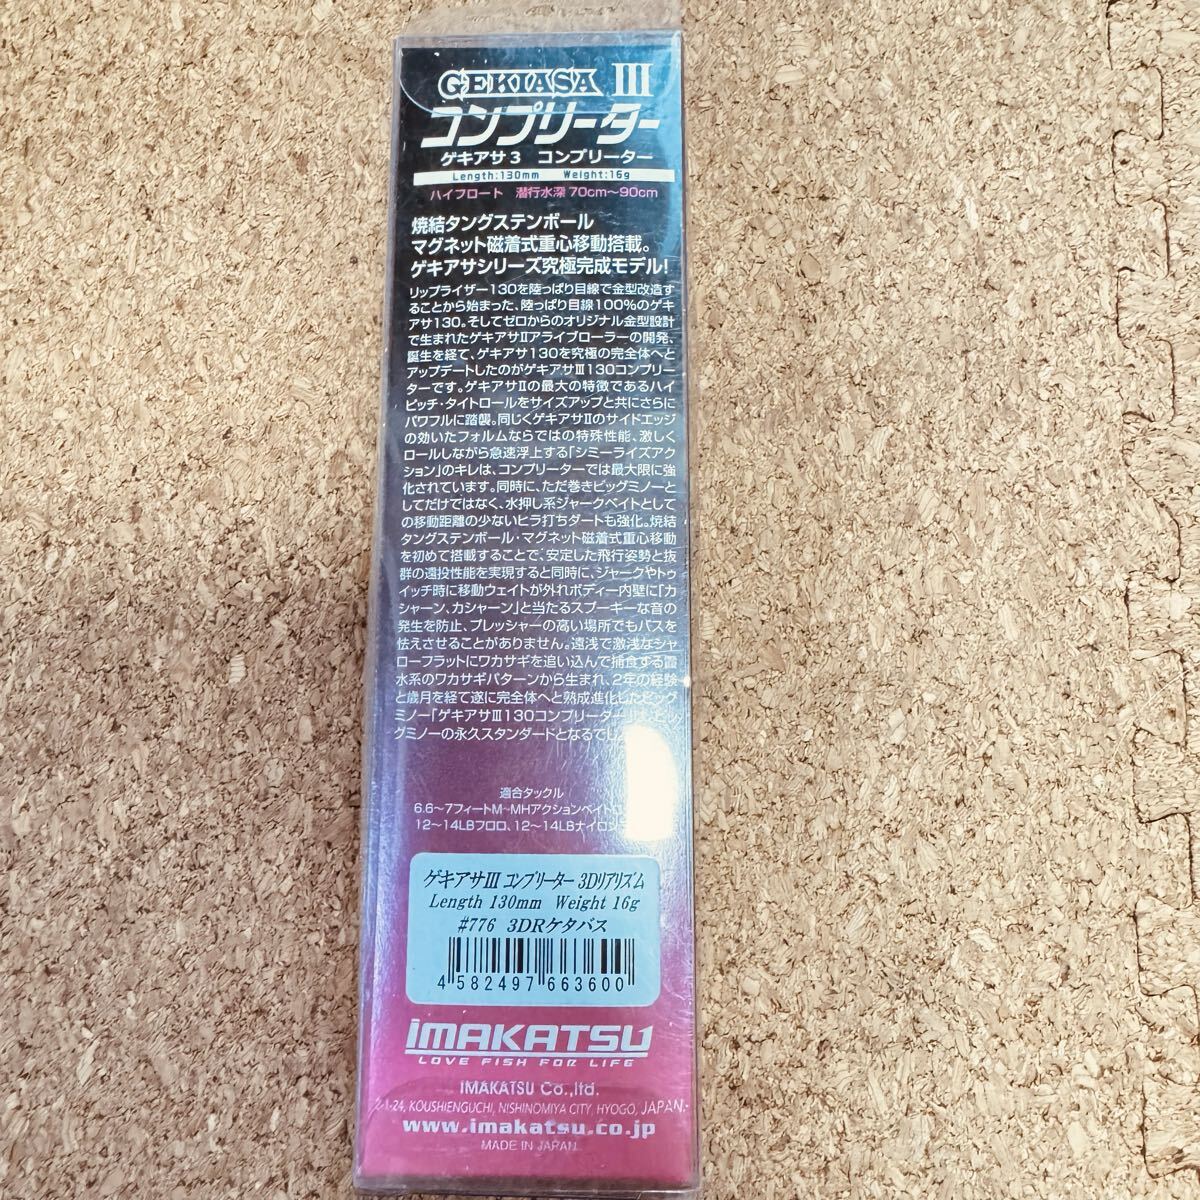 GEKIASA III
コンプリーター
ゲキアサ3 コンプリーター
Length:130mm Weight:16g
ハイフロート 潜行水深70cm~90cm
焼結タングステンボール
マグネット磁着式重心移動搭載。
ゲキアサシリーズ究極完成モデル!
リップライザー130を陸っぱり目線で金型改造す
ることから始まった、陸っぱり目線100%のゲキ
アサ130。そしてゼロからのオリジナル金型設計
で生まれたゲキアサIIアライブローラーの開発、
誕生を経て、ゲキアサ130を究極の完全体へと
アップデートしたのがゲキアサIII130コンプリー
ターです。ゲキアサIIの最大の特徴であるハイ
ピッチ・タイトロールをサイズアップと共にさらに
パワフルに踏襲。同じくゲキアサIIのサイドエッジ
の効いたフォルムならではの特殊性能、激しく
ロールしながら急速浮上する「シミーライズアク
ション」のキレは、コンプリーターでは最大限に強
化されています。同時に、ただ巻きビッグミノーと
してだけではなく、水押し系ジャークベイトとして
の移動距離の少ないヒラ打ちダートも強化。焼結
タングステンボール・マグネット磁着式重心移動
を初めて搭載することで、安定した飛行姿勢と抜
群の遠投性能を実現すると同時に、ジャークやトゥ
イッチ時に移動ウェイトが外れボディー内壁に「カ
シャーン、カシャーン」と当たるスプーキーな音の
発生を防止、プレッシャーの高い場所でもバスを
怯えさせることがありません。遠浅で激浅なシャ
ローフラットにワカサギを追い込んで捕食する霞
水系のワカサギパターンから生まれ、2年の経験
と歳月を経て遂に完全体へと熟成進化したビッグ
ミノー「ゲキアサIII130コンプリーター」は、ビッ
グミノーの永久スタンダードとなるでし
適合タックル
6.6~7フィートM~MHアクションベイトロ
12~14LBフロロ、12~14LBナイロン
ゲキアサIII コンプリーター 3Dリアリズム
Length 130mm Weight 16g
#776 3DRケタバス
4 582497 663600
IMAKATSU
LOVE FISH FOR LIFE
IMAKATSU Co.,ltd.
2-1-24, KOUSHIENGUCHI, NISHINOMIYA CITY, HYOGO, JAPAN.
www.imakatsu.co.jp
MADE IN JAPAN